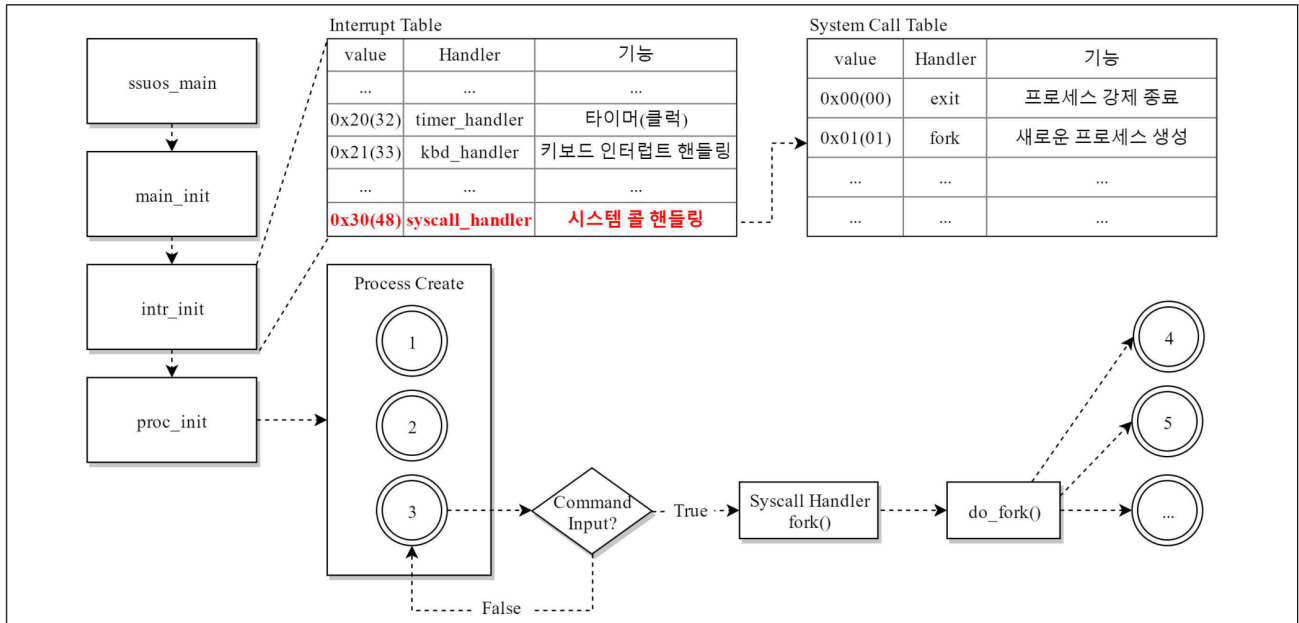 Interrupt Table
value Handler 기능
... ... ...
0x20(32) timer_handler 타이머(클럭)
0x21(33) kbd_handler 키보드 인터럽트 핸들링
... ... ...
0x30(48) syscall_handler 시스템 콜 핸들링
System Call Table
value Handler 기능
0x00(00) exit 프로세스 강제 종료
0x01(01) fork 새로운 프로세스 생성
... ... ...
... ... ...
ssuos_main
main_init
intr_init
proc_init
Process Create
1
2
3
Command
Input?
True
False
Syscall Handler
fork()
do_fork()
4
5
...